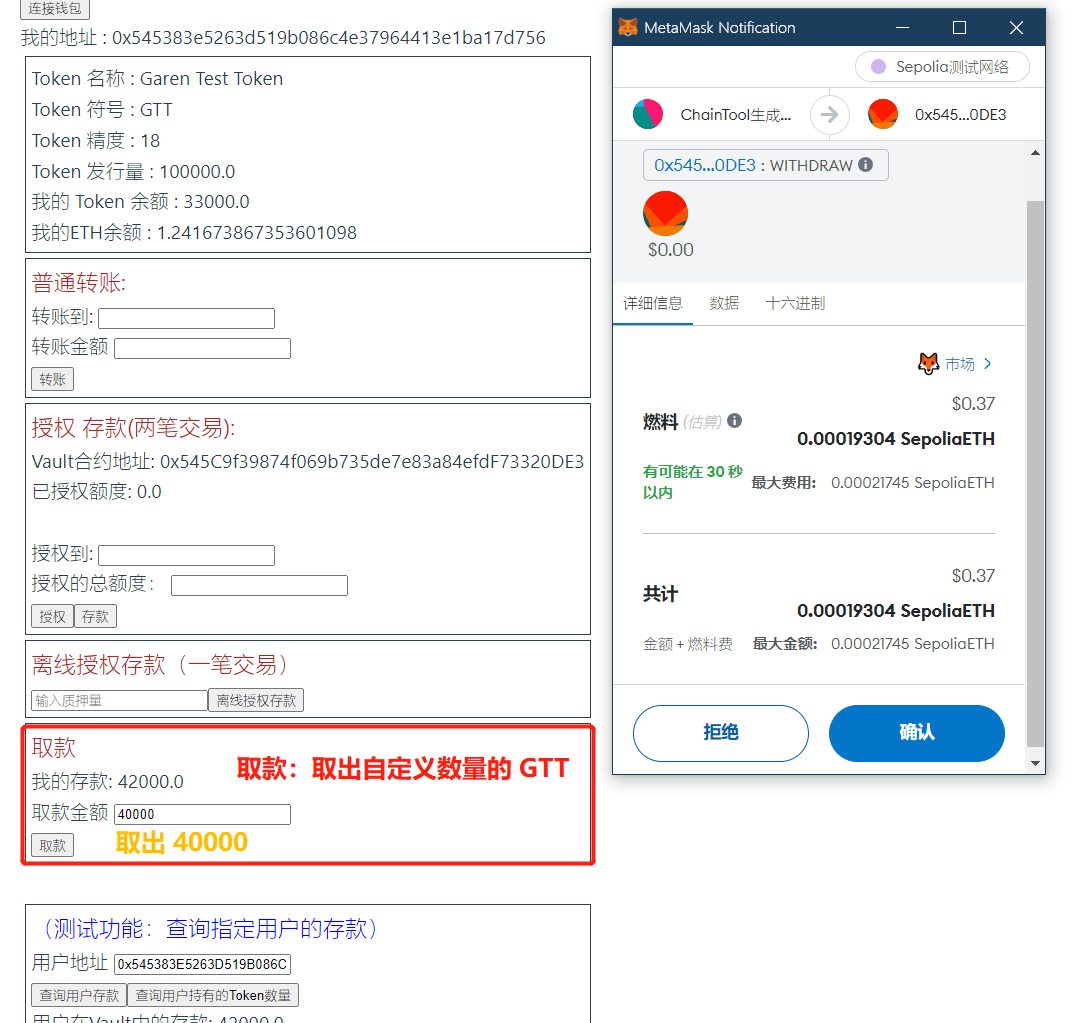 连接钱包
我的地址 : 0x545383e5263d519b086c4e37964413e1ba17d756
Token 名称 : Garen Test Token
Token 符号 : GTT
Token 精度 : 18
Token 发行量 : 100000.0
我的 Token 余额 : 33000.0
我的ETH余额 : 1.241673867353601098
普通转账:
转账到:
转账金额
转账
授权 存款(两笔交易):
Vault合约地址: 0x545C9f39874f069b735de7e83a84efdF73320DE3
已授权额度: 0.0
授权到:
授权的总额度：
授权 存款
离线授权存款（一笔交易）
输入质押量 离线授权存款
取款
取款：取出自定义数量的 GTT
我的存款: 42000.0
取款金额 40000
取款 取出 40000
（测试功能：查询指定用户的存款）
用户地址 0x545383E5263D519B086C
查询用户存款 查询用户持有的Token数量
用户在Vault中的存款: 42000.0
MetaMask Notification
Sepolia测试网络
ChainTool生成... 0x545...0DE3
0x545...0DE3 : WITHDRAW
$0.00
详细信息 数据 十六进制
市场
$0.37
燃料 (估算) 0.00019304 SepoliaETH
有可能在 30 秒
以内 最大费用: 0.00021745 SepoliaETH
$0.37
共计 0.00019304 SepoliaETH
金额 + 燃料费 最大金额: 0.00021745 SepoliaETH
拒绝 确认